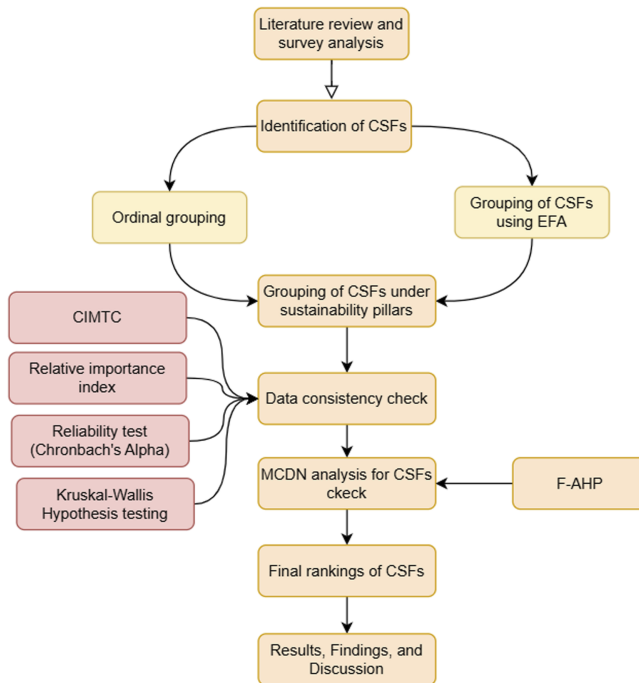 Literature review and
survey analysis
Identification of CSFs
Ordinal grouping
Grouping of CSFs
using EFA
Grouping of CSFs under
sustainability pillars
CIMTC
Relative importance
index
Reliability test
(Chronbach's Alpha)
Kruskal-Wallis
Hypothesis testing
Data consistency check
MCDN analysis for CSFs
ckeck
F-AHP
Final rankings of CSFs
Results, Findings, and
Discussion